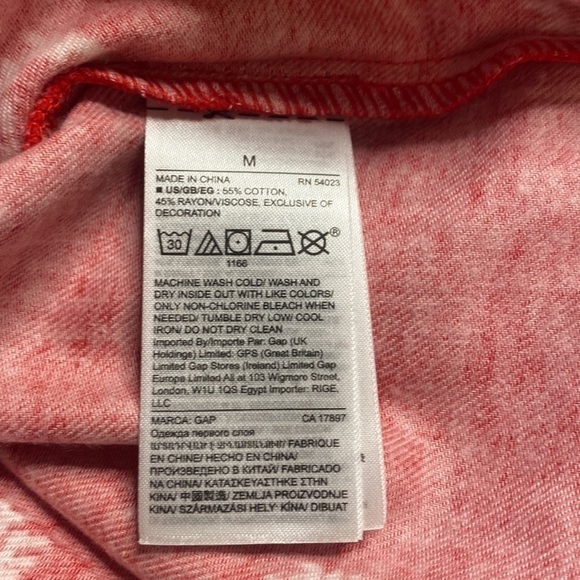 M
MADE IN CHINA RN 54023
■ US/GB/EG : 55% COTTON,
45% RAYON/VISCOSE, EXCLUSIVE OF
DECORATION
30
®
1166
MACHINE WASH COLD/ WASH AND
DRY INSIDE OUT WITH LIKE COLORS/
ONLY NON-CHLORINE BLEACH WHEN
NEEDED/ TUMBLE DRY LOW/ COOL
IRON/ DO NOT DRY CLEAN
Imported By/Importe Par: Gap (UK
Holdings) Limited: GPS (Great Britain)
Limited Gap Stores (Ireland) Limited Gap
Europe Limited All at 103 Wigmore Street,
London, W1U 1QS Egypt Importer: RIGE,
LLC
MARCA: GAP CA 17897
Одежда первого слоя
FABRIQUE
EN CHINE/ HECHO EN CHINA/
ПРОИЗВЕДЕНО В КИТАЙ/ FABRICADO
NA CHINA/ ΚΑΤΑΣΚΕΥΑΣΤΗΚΕ ΣΤΗΝ
ΚΙΝΑ/ 中國製造/ ZEMLJA PROIZVODNJE
KINA/ SZÁRMAZÁSI HELY: KÍNA/ DIBUAT